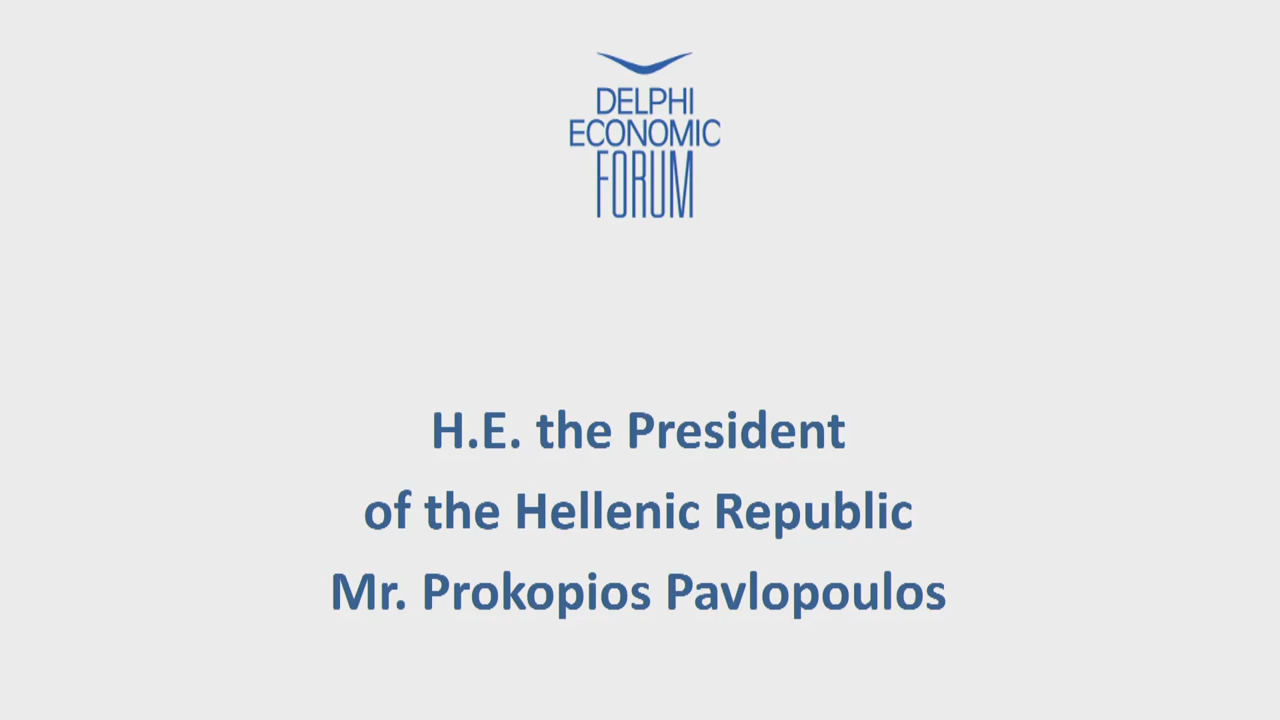 DELPHI
ECONOMIC
FORUM
H.E. the President
of the Hellenic Republic
Mr. Prokopios Pavlopoulos